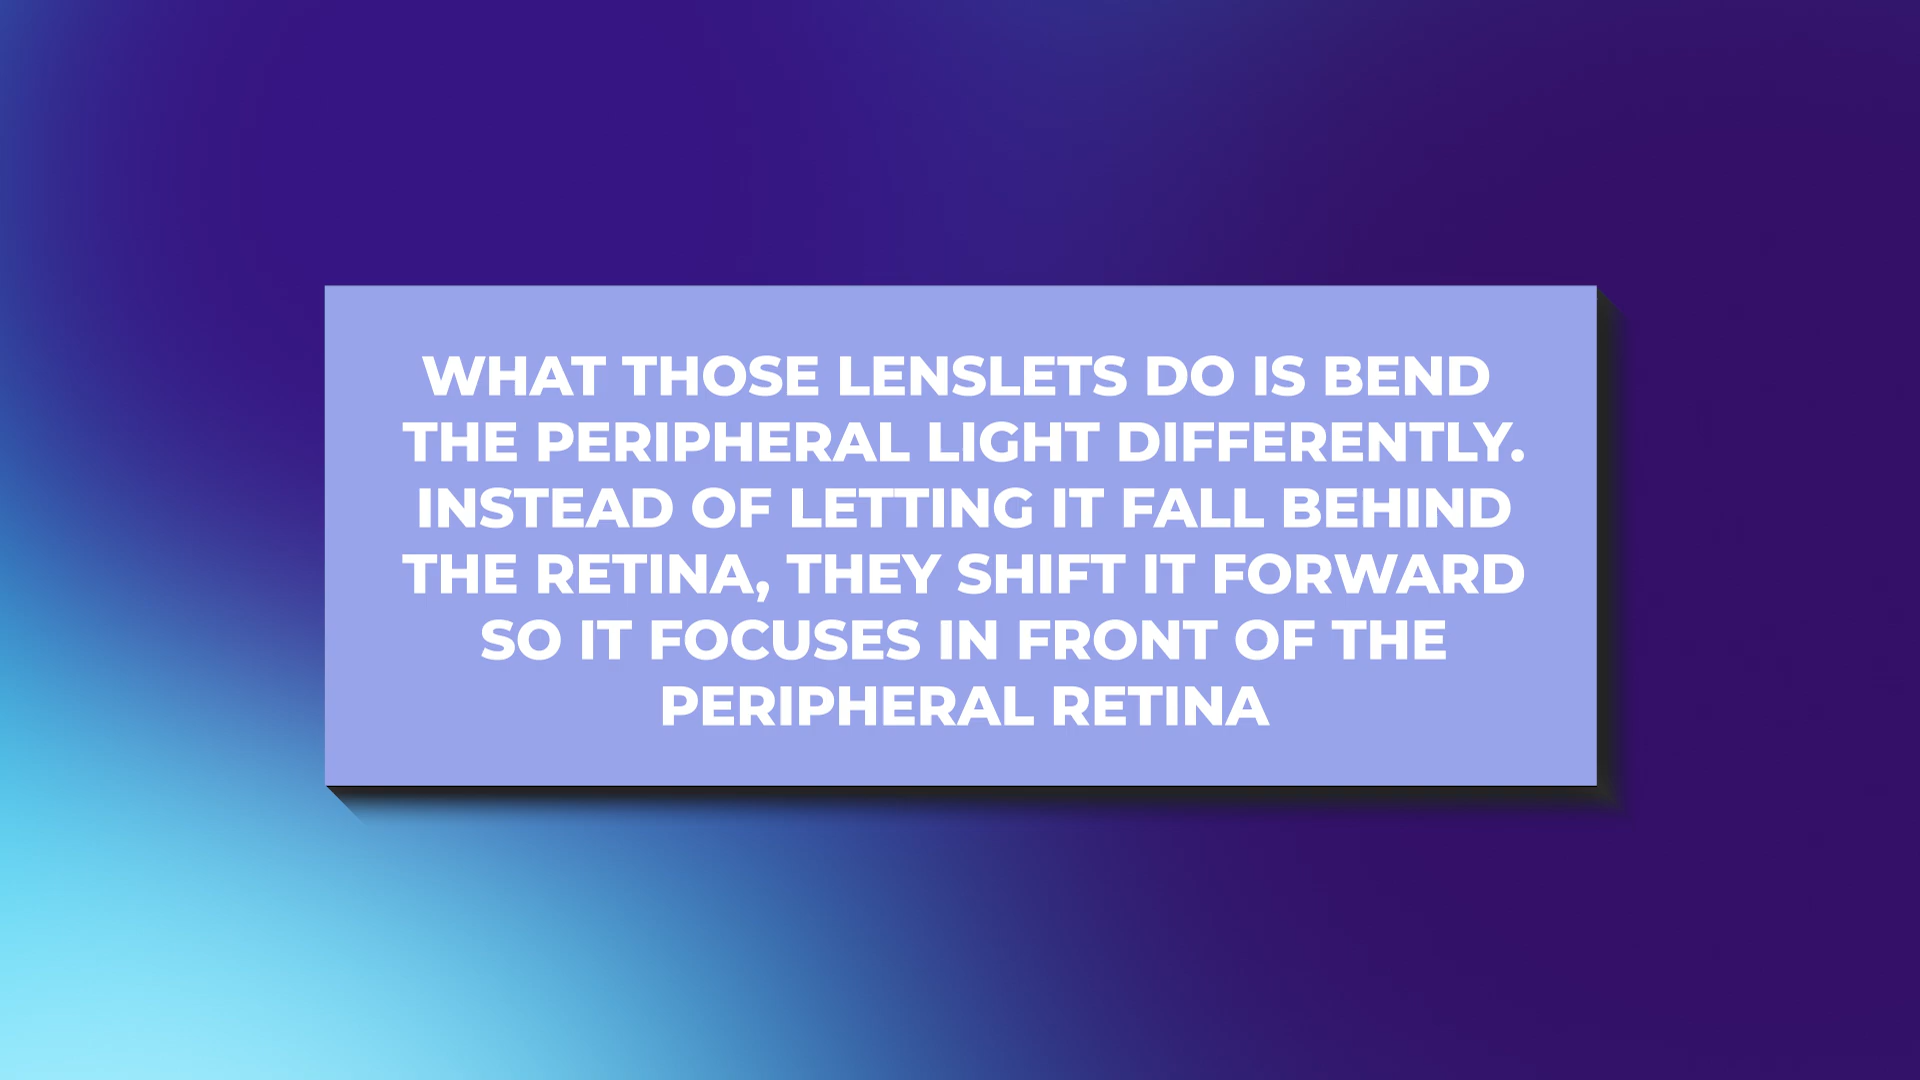 WHAT THOSE LENSLETS DO IS BEND
THE PERIPHERAL LIGHT DIFFERENTLY.
INSTEAD OF LETTING IT FALL BEHIND
THE RETINA, THEY SHIFT IT FORWARD
SO IT FOCUSES IN FRONT OF THE
PERIPHERAL RETINA